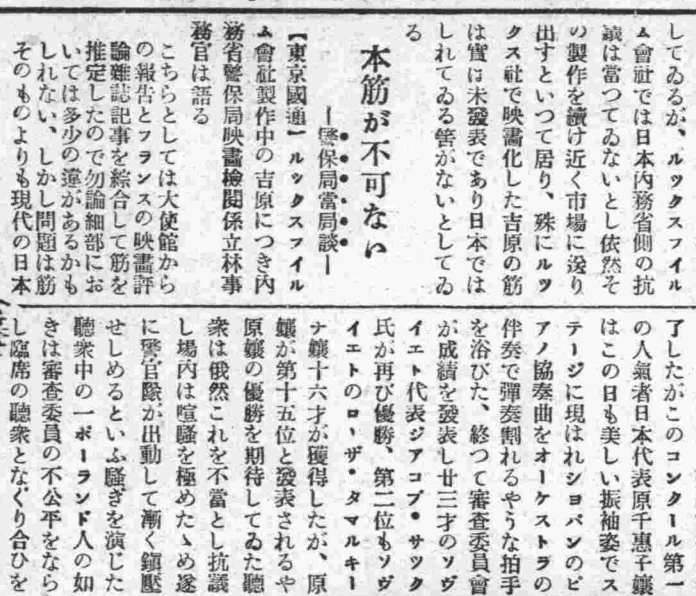 してゐるが、ルックスフイル
ム會社では日本內務省側の抗
議は當つてゐないとし依然そ
の製作を續け近く市場に送り
出すといつて居り、殊にルツ
クス社で映畫化した吉原の筋
は實は未發表であり日本では
しれてゐる筈がないとしてゐ
る
本筋が不可ない
―警保局當局談―
【東京國通】ルックスフイル
ム會社製作中の吉原につき內
務省警保局映畫檢閱係立林事
務官は語る
こちらとしては大使館から
の報告とフランスの映畫評
論雜誌記事を綜合して筋を
推定したので勿論細部にお
いては多少の違があるかも
しれない、しかし問題は筋
そのものよりも現代の日本
了したがこのコンクール第一
の人氣者日本代表原千惠子孃
はこの日も美しい振袖姿でス
テージに現はれシヨパンのピ
アノ協奏曲をオーケストラの
伴奏で彈奏割れるやうな拍手
を浴びた、終つて審査委員會
が成績を發表し廿三才のソヴ
イエト代表ジアコブ・サツク
氏が再び優勝、第二位もソヴ
イエトのローザ・タマルキー
ナ孃十六才が獲得したが、原
孃が第十五位と發表されるや
原孃の優勝を期待してゐた聽
衆は俄然これを不當とし抗議
し場內は喧騷を極めたゝめ遂
に警官隊が出動して漸く鎭壓
せしめるといふ騷ぎを演じた
聽衆中の一ポーランド人の如
きは審査委員の不公平をなら
し臨席の聽衆となぐり合ひを